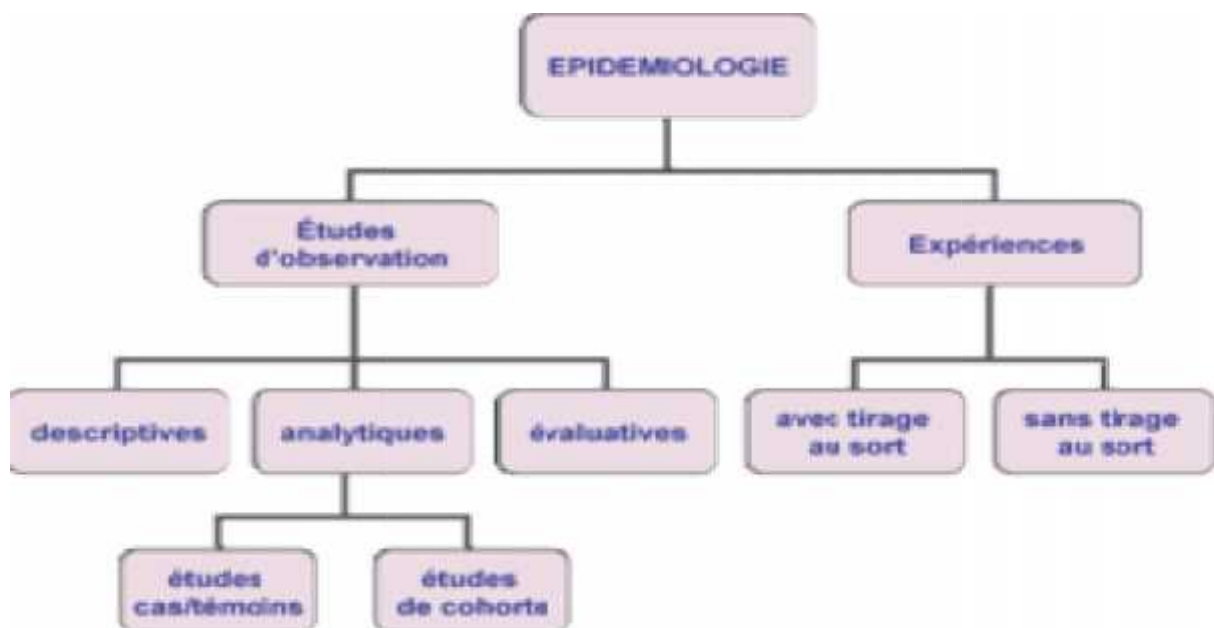 EPIDEMIOLOGIE
Études
d'observation
Expériences
descriptives
analytiques
évaluatives
avec tirage
au sort
sans tirage
au sort
études
cas/témoins
études
de cohorts